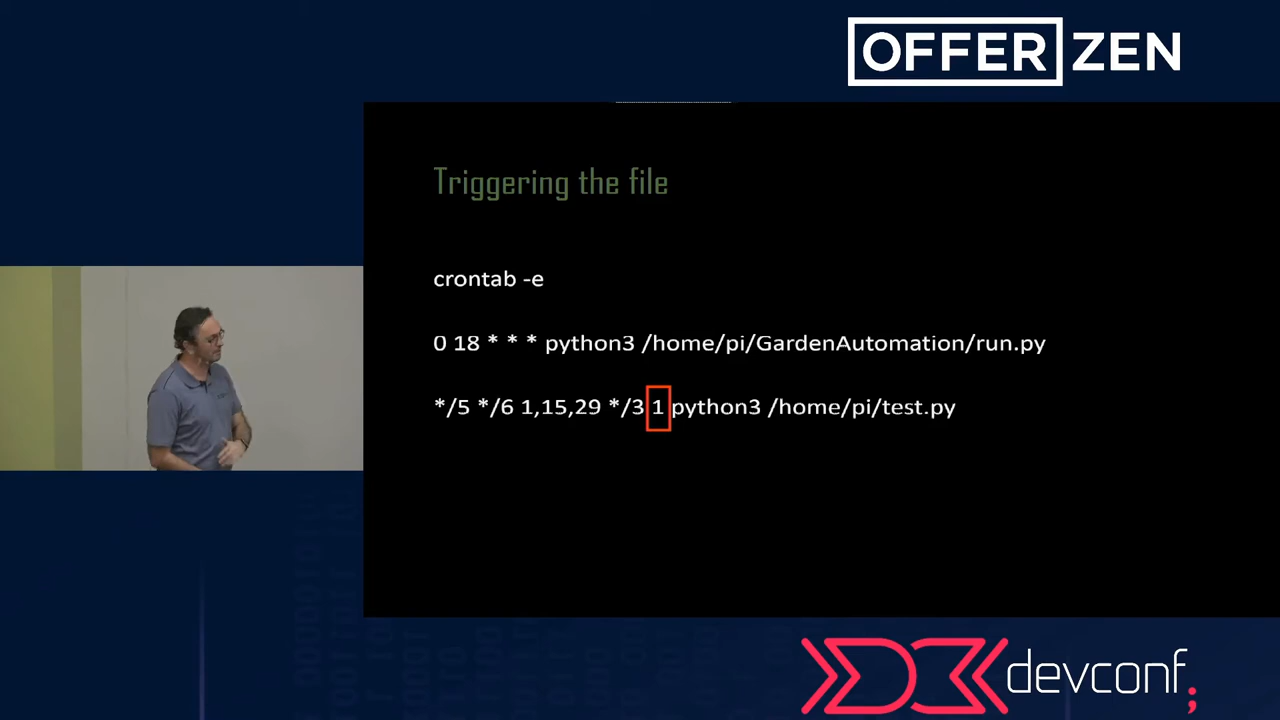 OFFER ZEN
Triggering the file
crontab -e
0 18 * * * python3 /home/pi/GardenAutomation/run.py
*/5 */6 1,15,29 */3 1 python3 /home/pi/test.py
devconf;